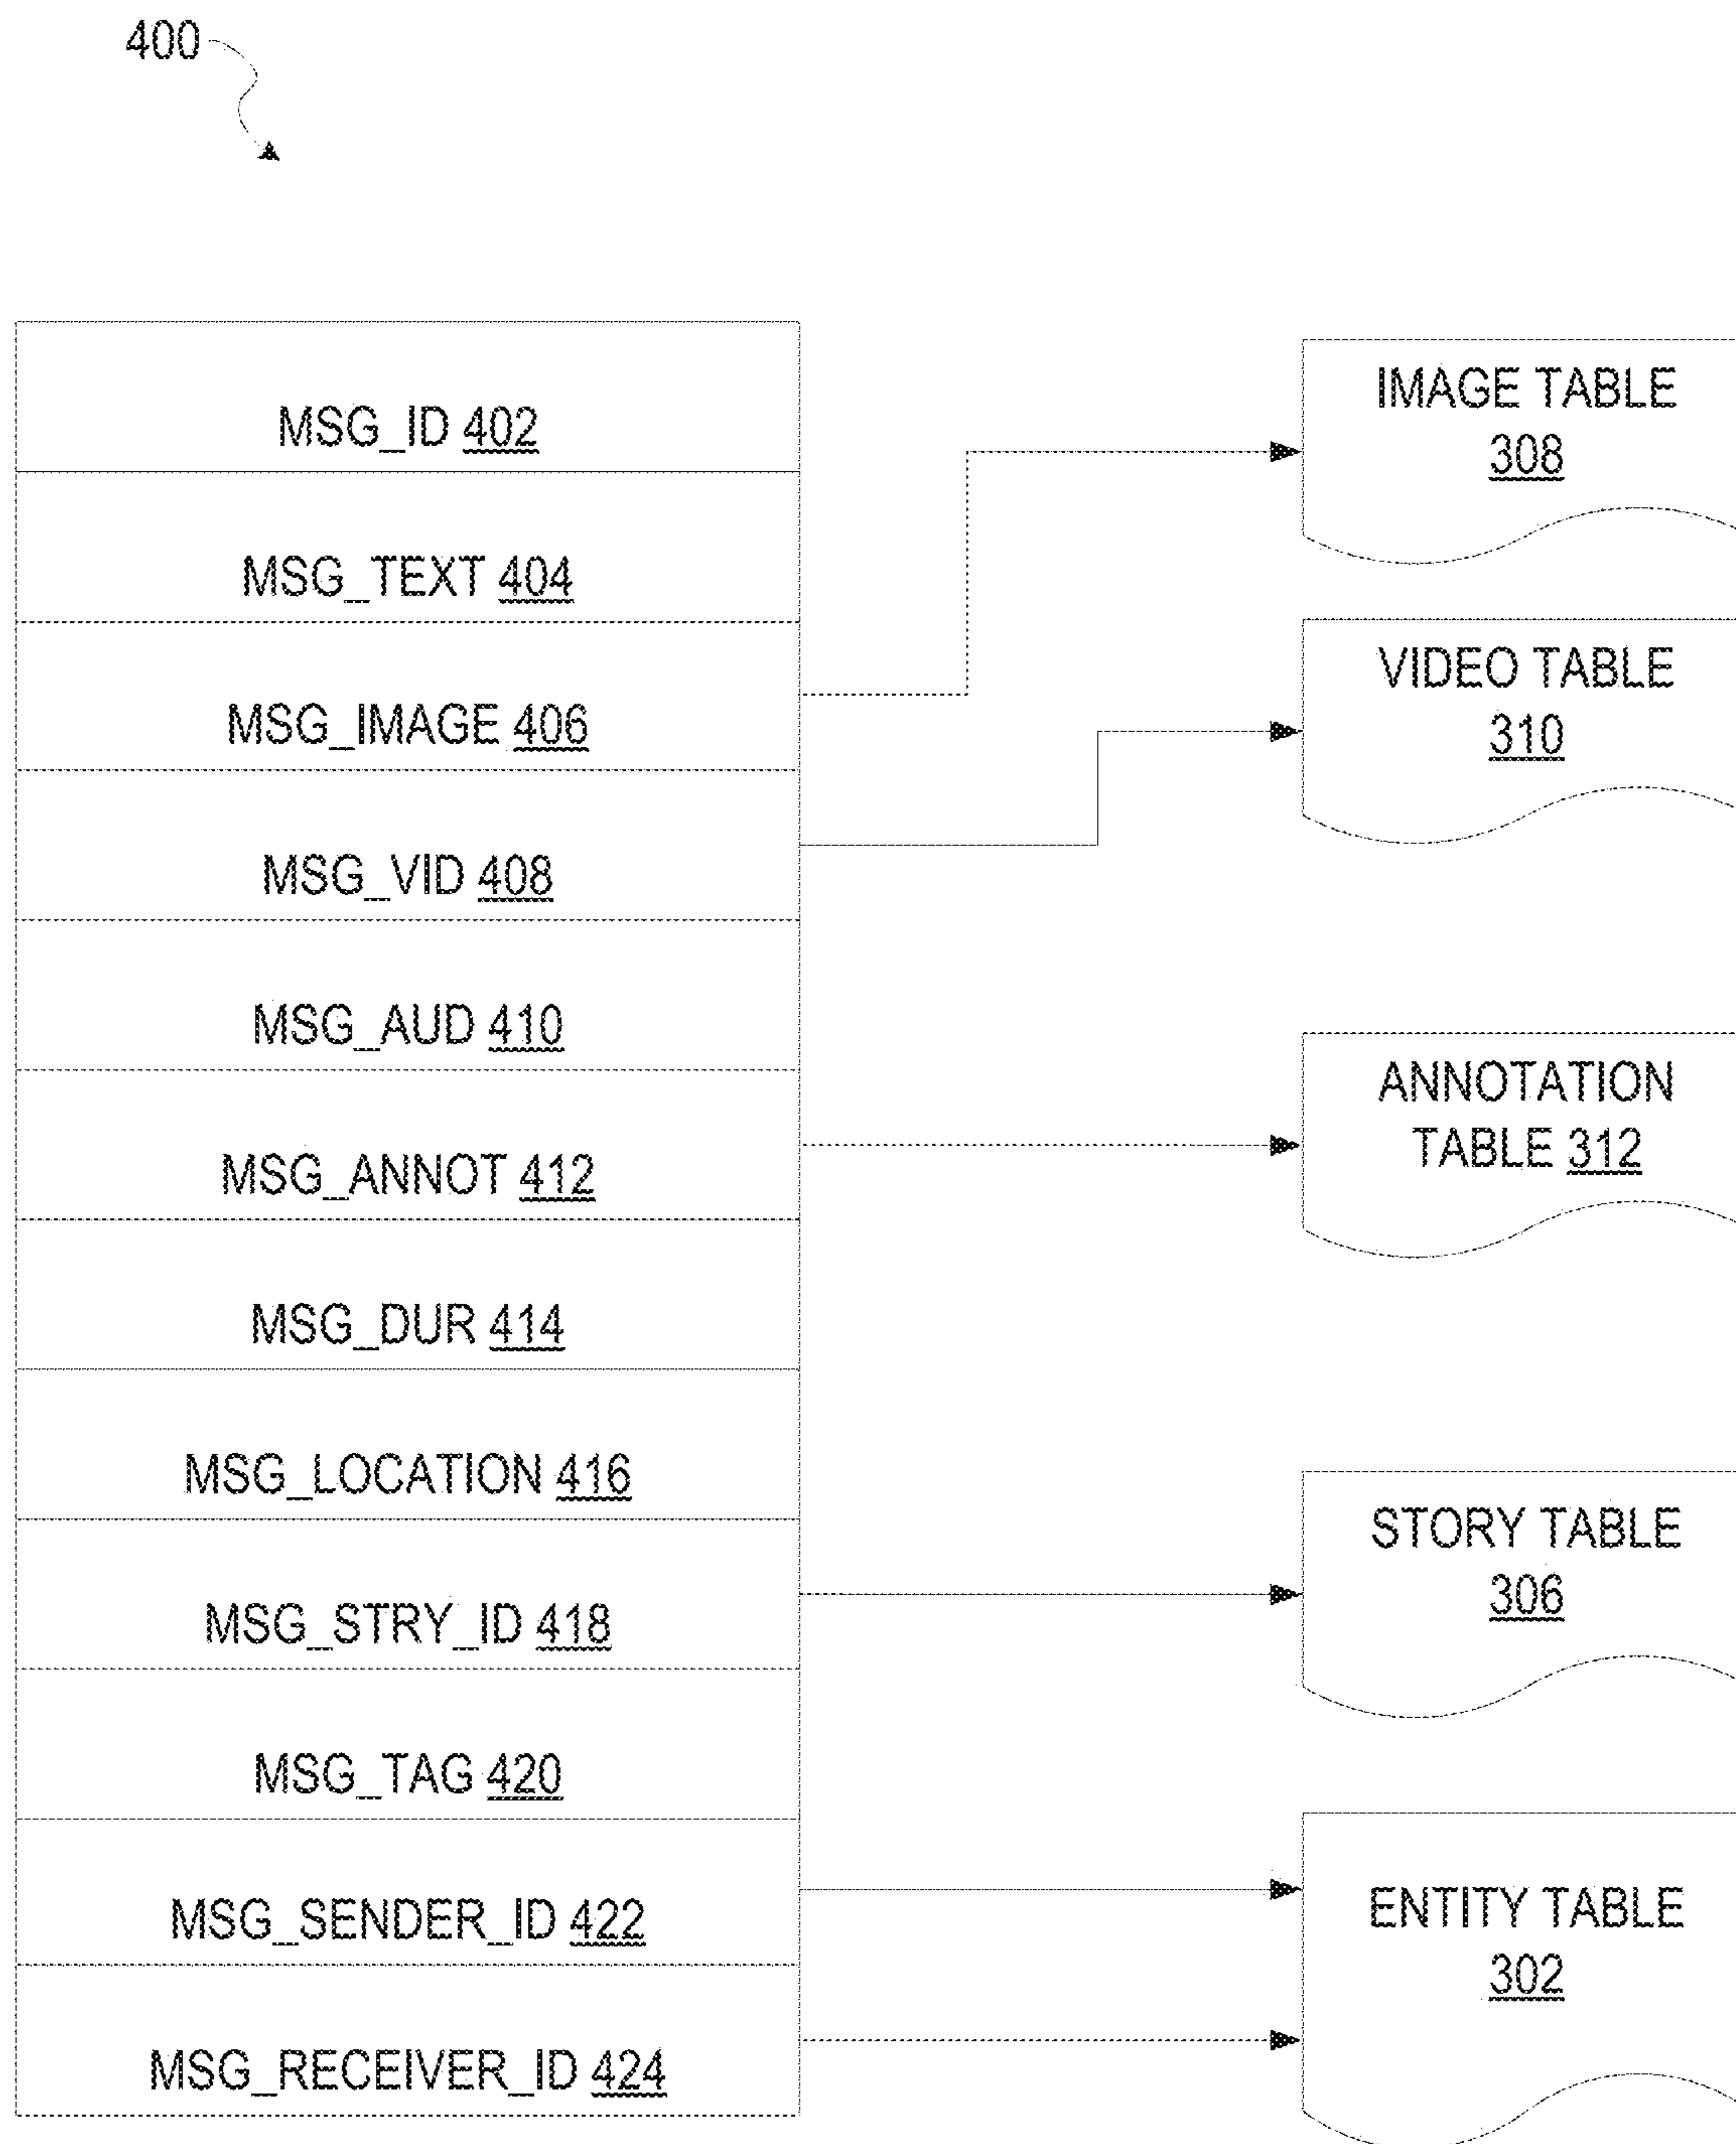 400
MSG_ID 402
MSG_TEXT 404
MSG_IMAGE 406
MSG_VID 408
MSG_AUD 410
MSG_ANNOT 412
MSG_DUR 414
MSG_LOCATION 416
MSG_STRY_ID 418
MSG_TAG 420
MSG_SENDER_ID 422
MSG_RECEIVER_ID 424
IMAGE TABLE
308
VIDEO TABLE
310
ANNOTATION
TABLE 312
STORY TABLE
306
ENTITY TABLE
302